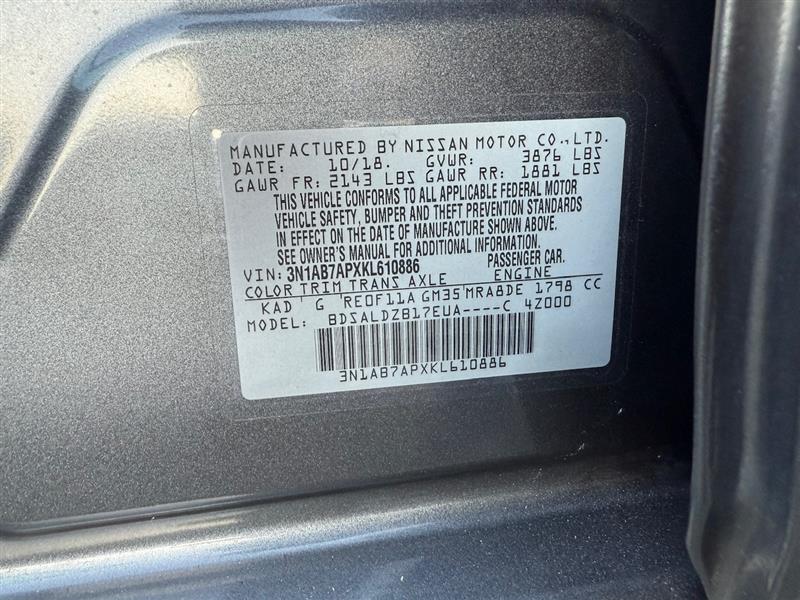 MANUFACTURED BY NISSAN MOTOR CO.,LTD.
DATE: 10/18. GVWR: 3876 LBS
GAWR FR: 2143 LBS GAWR RR: 1881 LBS
THIS VEHICLE CONFORMS TO ALL APPLICABLE FEDERAL MOTOR
VEHICLE SAFETY, BUMPER AND THEFT PREVENTION STANDARDS
IN EFFECT ON THE DATE OF MANUFACTURE SHOWN ABOVE.
SEE OWNER'S MANUAL FOR ADDITIONAL INFORMATION.
VIN: 3N1AB7APXKL610886 PASSENGER CAR.
COLOR TRIM TRANS AXLE ENGINE
KAD G RE0F11A GM35 MRA8DE 1798 CC
MODEL: BDSALDZB17EUA----C 4Z000
3N1AB7APXKL610886